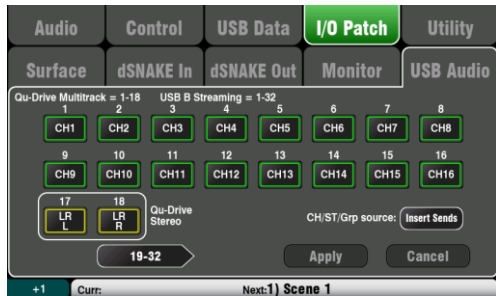 Audio Control USB Data I/O Patch Utility
Surface dSNAKE In dSNAKE Out Monitor USB Audio
Qu-Drive Multitrack = 1-18 USB B Streaming = 1-32
1 2 3 4 5 6 7 8
CH1 CH2 CH3 CH4 CH5 CH6 CH7 CH8
9 10 11 12 13 14 15 16
CH9 CH10 CH11 CH12 CH13 CH14 CH15 CH16
17 18
LR LR Qu-Drive
L R Stereo
CH/ST/Grp source: Insert Sends
19-32 Apply Cancel
+1 Curr: Next:1) Scene 1